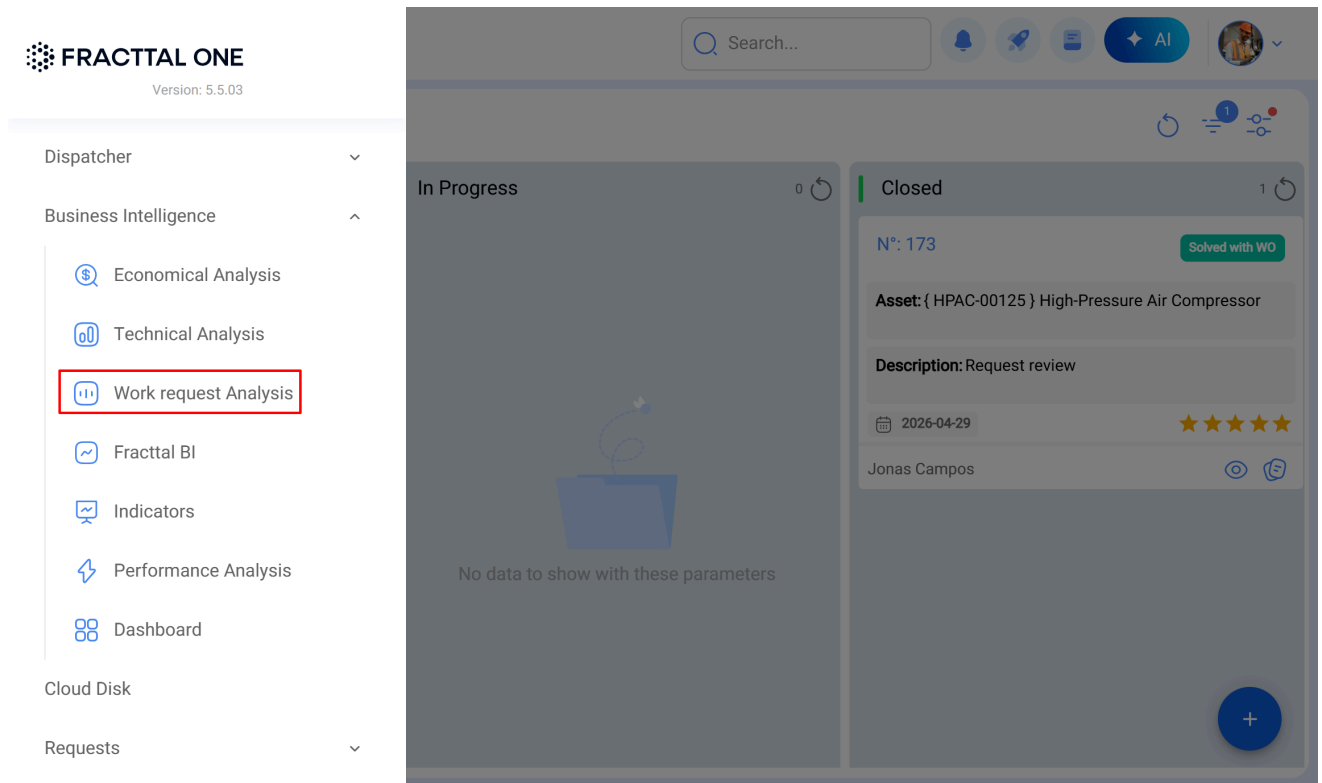 FRACTTAL ONE
Version: 5.5.03
Dispatcher
Business Intelligence
Economical Analysis
Technical Analysis
Work request Analysis
Fracttal BI
Indicators
Performance Analysis
Dashboard
Cloud Disk
Requests
Search...
AI
1
In Progress
0
No data to show with these parameters
Closed
1
N°: 173
Solved with WO
Asset: { HPAC-00125 } High-Pressure Air Compressor
Description: Request review
2026-04-29
Jonas Campos